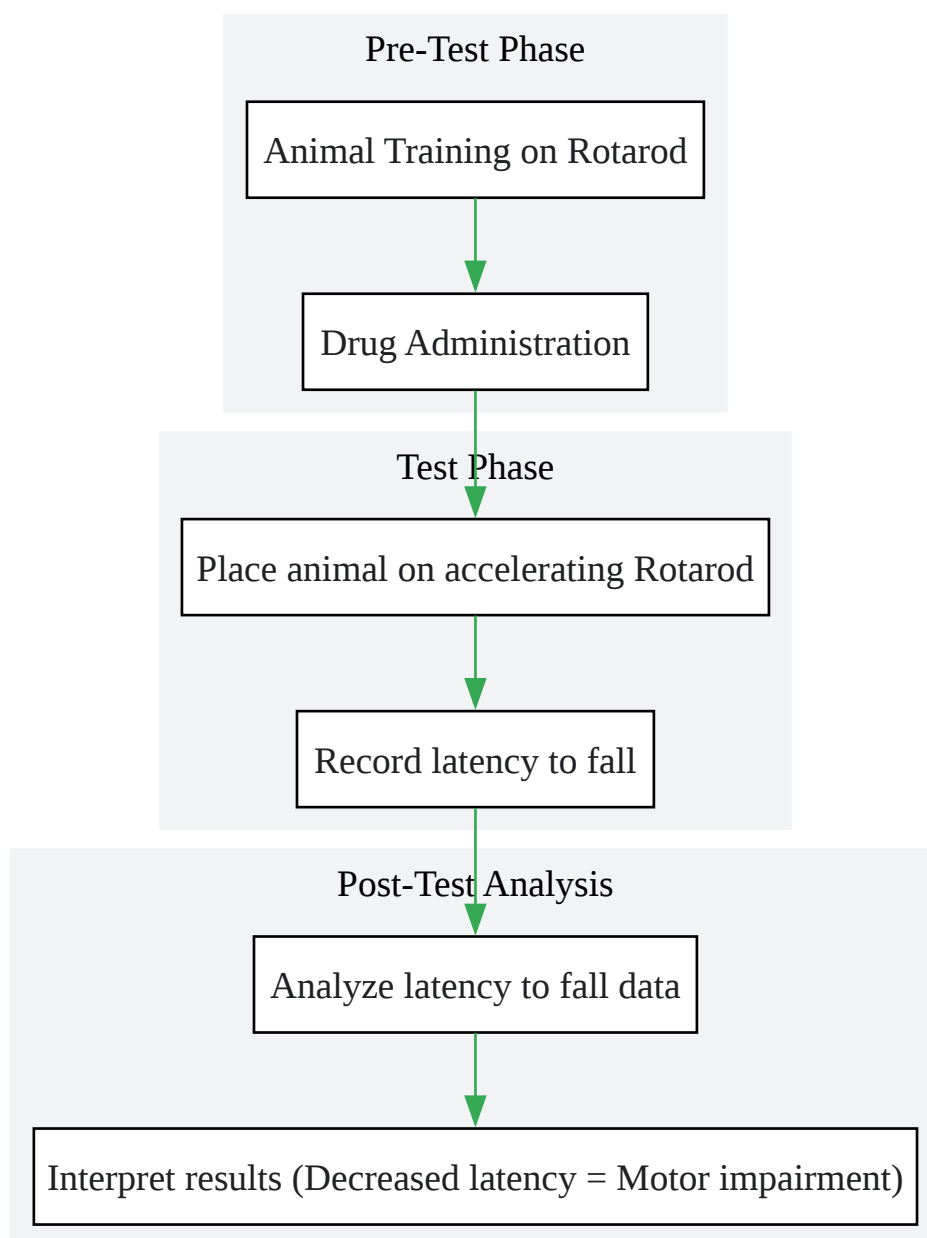 Pre-Test Phase
Animal Training on Rotarod
Drug Administration
Test Phase
Place animal on accelerating Rotarod
Record latency to fall
Post-Test Analysis
Analyze latency to fall data
Interpret results (Decreased latency = Motor impairment)